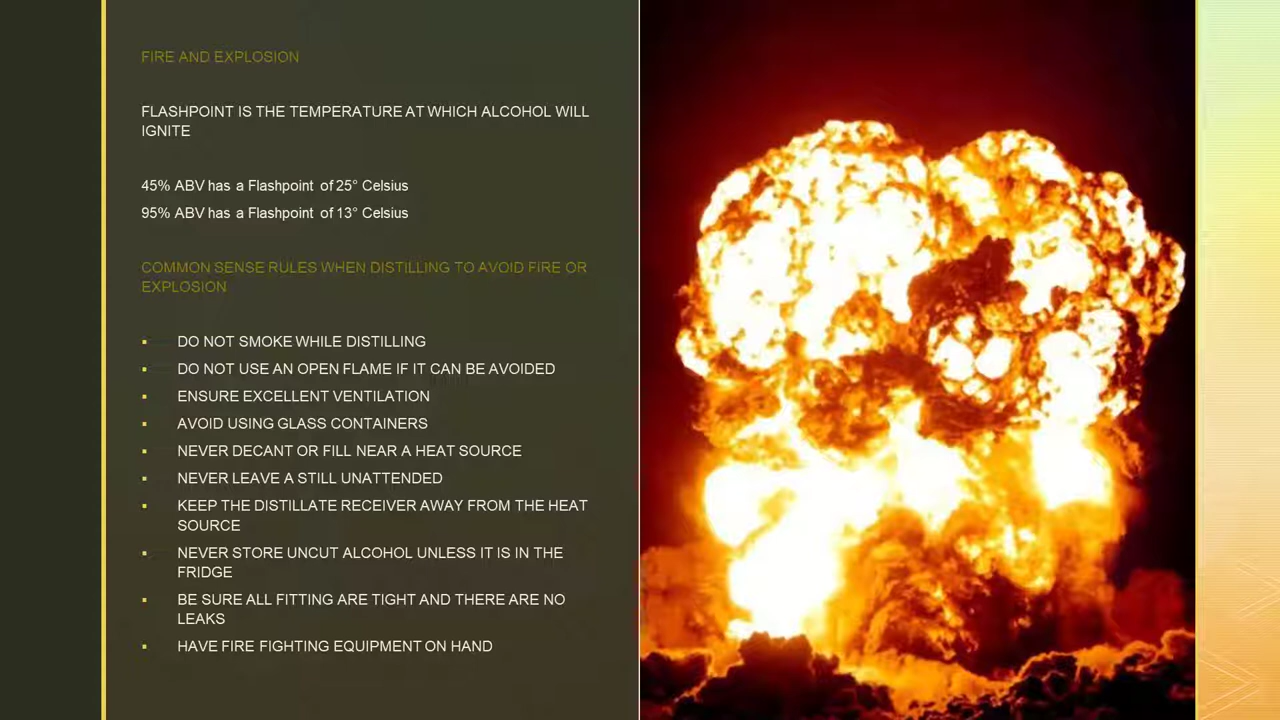 FIRE AND EXPLOSION
FLASHPOINT IS THE TEMPERATURE AT WHICH ALCOHOL WILL
IGNITE
45% ABV has a Flashpoint of 25° Celsius
95% ABV has a Flashpoint of 13° Celsius
COMMON SENSE RULES WHEN DISTILLING TO AVOID FIRE OR
EXPLOSION
▪ DO NOT SMOKE WHILE DISTILLING
▪ DO NOT USE AN OPEN FLAME IF IT CAN BE AVOIDED
▪ ENSURE EXCELLENT VENTILATION
▪ AVOID USING GLASS CONTAINERS
▪ NEVER DECANT OR FILL NEAR A HEAT SOURCE
▪ NEVER LEAVE A STILL UNATTENDED
▪ KEEP THE DISTILLATE RECEIVER AWAY FROM THE HEAT
SOURCE
▪ NEVER STORE UNCUT ALCOHOL UNLESS IT IS IN THE
FRIDGE
▪ BE SURE ALL FITTING ARE TIGHT AND THERE ARE NO
LEAKS
▪ HAVE FIRE FIGHTING EQUIPMENT ON HAND